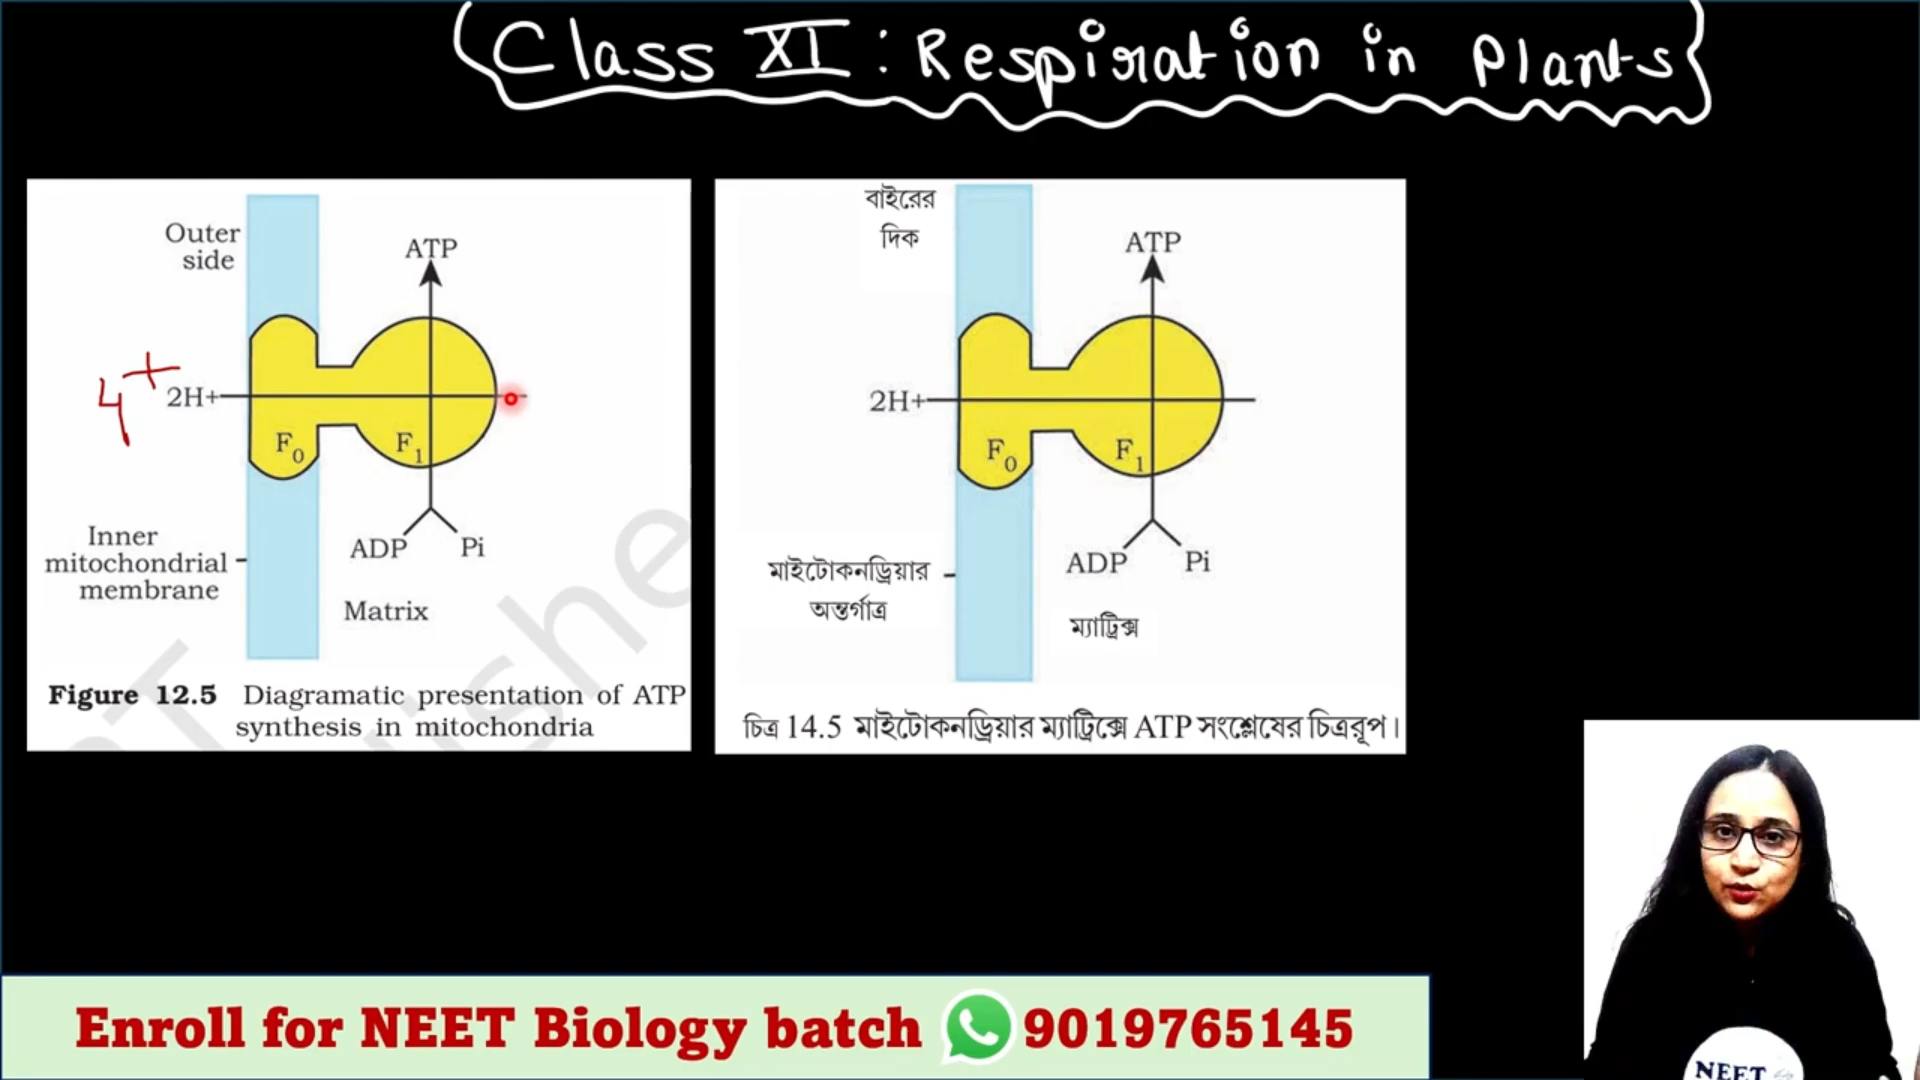 Class XI : Respiration in Plants
Outer
side
ATP
2H+
4+
F0
F1
Inner
mitochondrial
membrane
ADP
Pi
Matrix
Figure 12.5 Diagramatic presentation of ATP
synthesis in mitochondria
বাইরের
দিক
ATP
2H+
F0
F1
মাইটোকনড্রিয়ার
অন্তর্গাত্র
ADP
Pi
ম্যাট্রিক্স
চিত্র 14.5 মাইটোকনড্রিয়ার ম্যাট্রিক্সে ATP সংশ্লেষের চিত্ররূপ।
Enroll for NEET Biology batch 9019765145
NEET